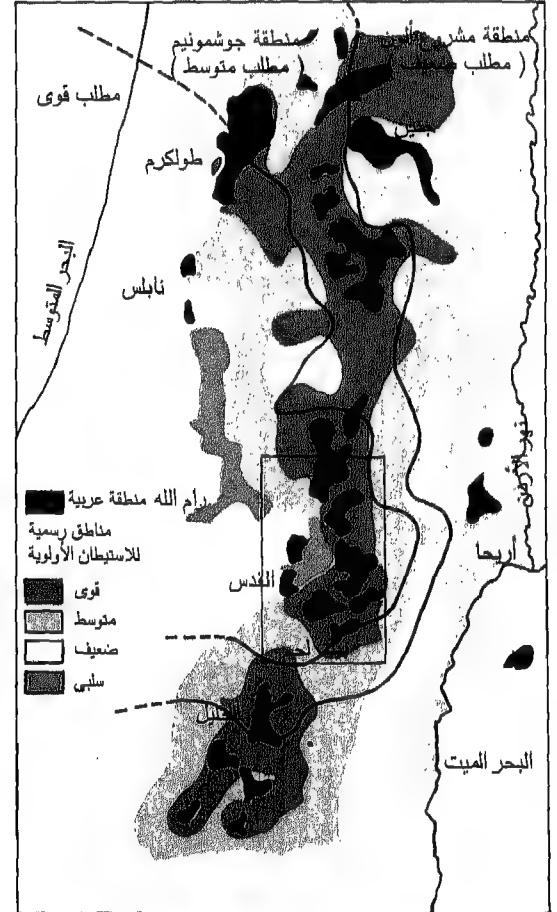 منطقة مشروع ألون
( مطلب ضعيف )
منطقة جوشمونيم
( مطلب متوسط )
مطلب قوى
جنين
طولكرم
البحر المتوسط
نابلس
نهر الأردن
رام الله
منطقة عربية
مناطق رسمية
للاستيطان الأولوية
قوى
متوسط
ضعيف
سلبى
أريحا
القدس
الخليل
البحر الميت